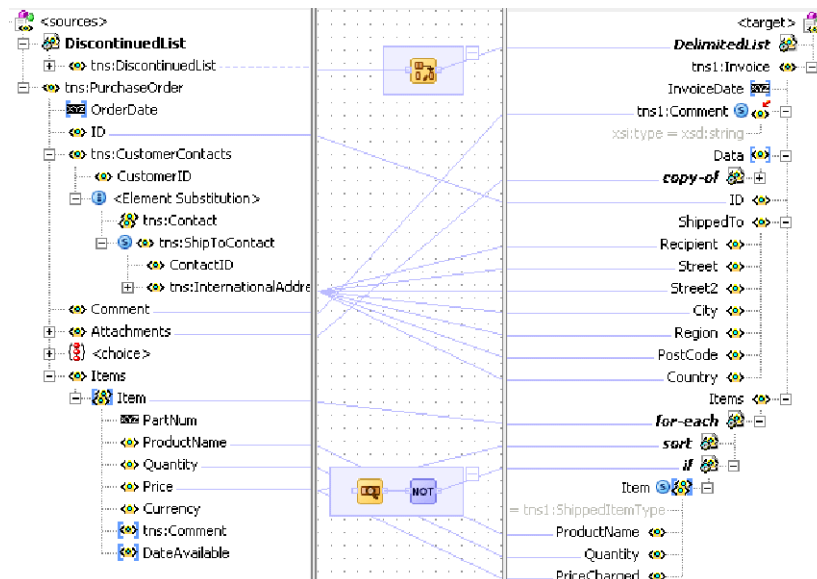 <sources>
DiscontinuedList
tns:DiscontinuedList
tns:PurchaseOrder
OrderDate
ID
tns:CustomerContacts
CustomerID
<Element Substitution>
tns:Contact
S tns:ShipToContact
ContactID
tns:InternationalAddre
Comment
Attachments
<choice>
Items
Item
PartNum
ProductName
Quantity
Price
Currency
tns:Comment
DateAvailable
NOT
<target>
DelimitedList
tns1:Invoice
InvoiceDate
tns1:Comment S
xsi:type = xsd:string
Data
copy-of
ID
ShippedTo
Recipient
Street
Street2
City
Region
PostCode
Country
Items
for-each
sort
if
Item S
= tns1:ShippedItemType
ProductName
Quantity
PriceCharged